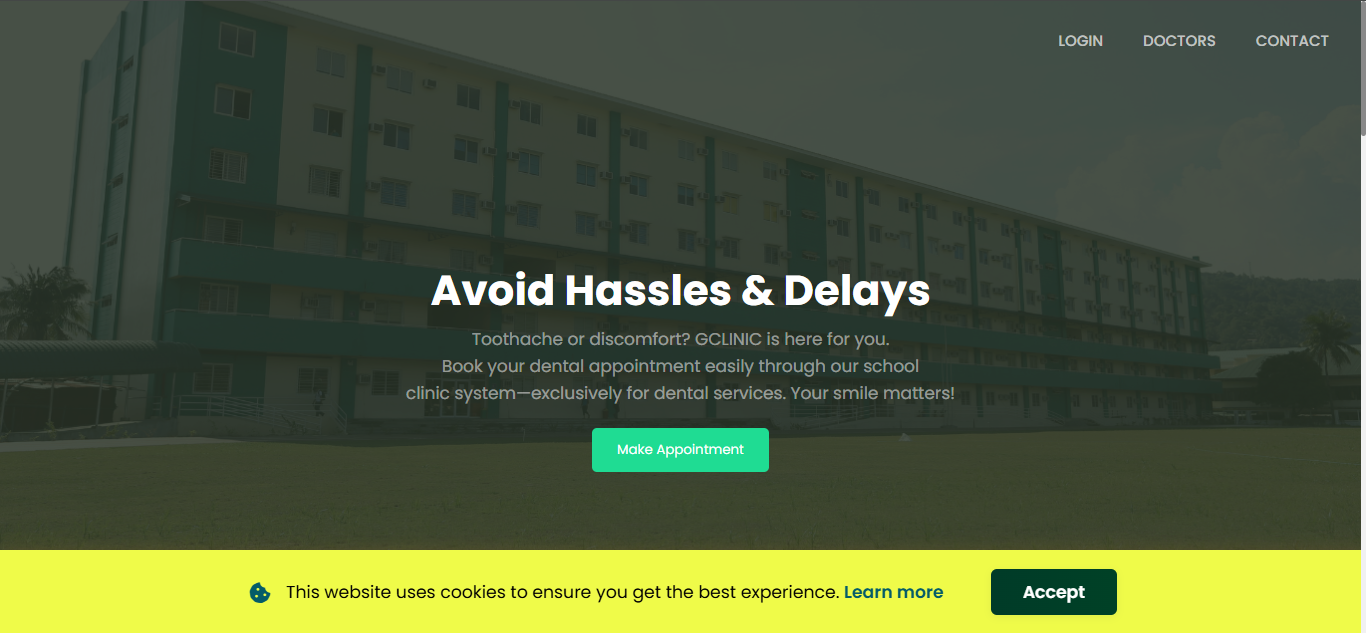 LOGIN DOCTORS CONTACT
Avoid Hassles & Delays
Toothache or discomfort? GCLINIC is here for you.
Book your dental appointment easily through our school
clinic system—exclusively for dental services. Your smile matters!
Make Appointment
This website uses cookies to ensure you get the best experience. Learn more Accept